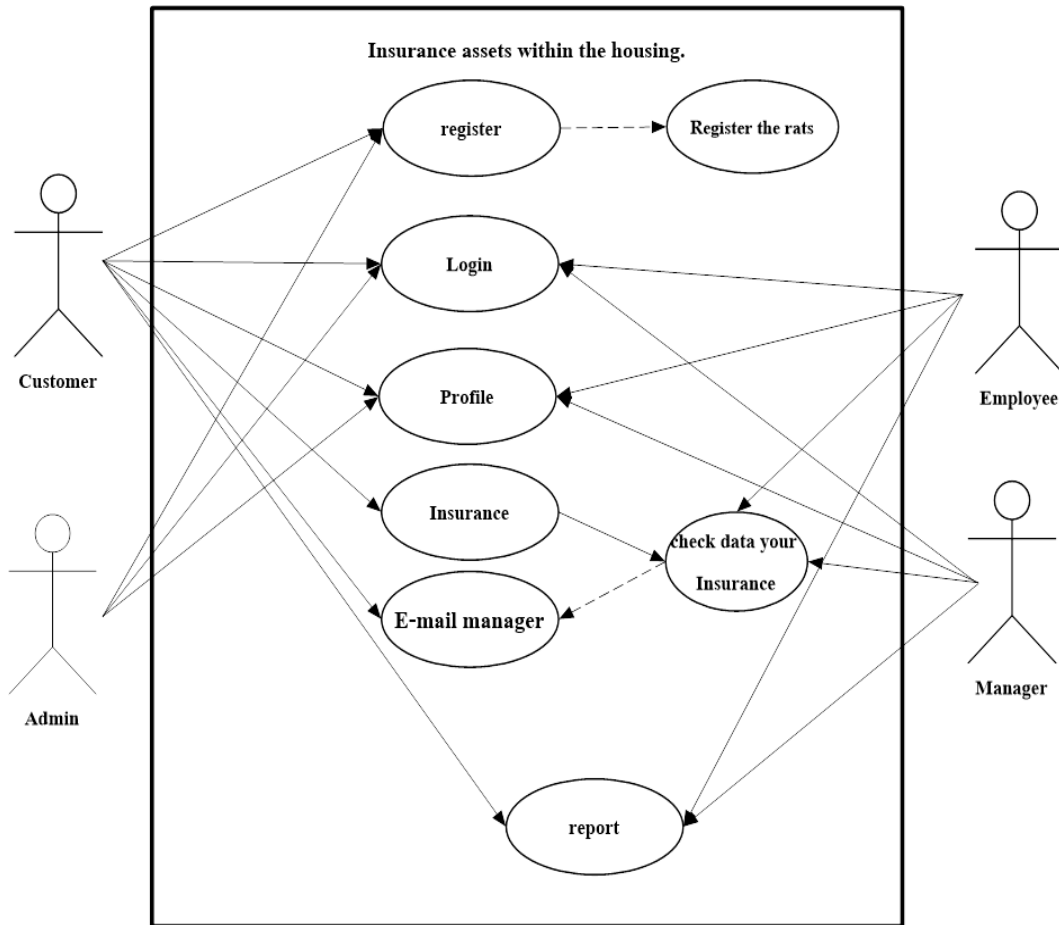 Insurance assets within the housing.
register
Register the rats
Login
Customer
Profile
Employee
Insurance
check data your
Insurance
E-mail manager
Admin
Manager
report